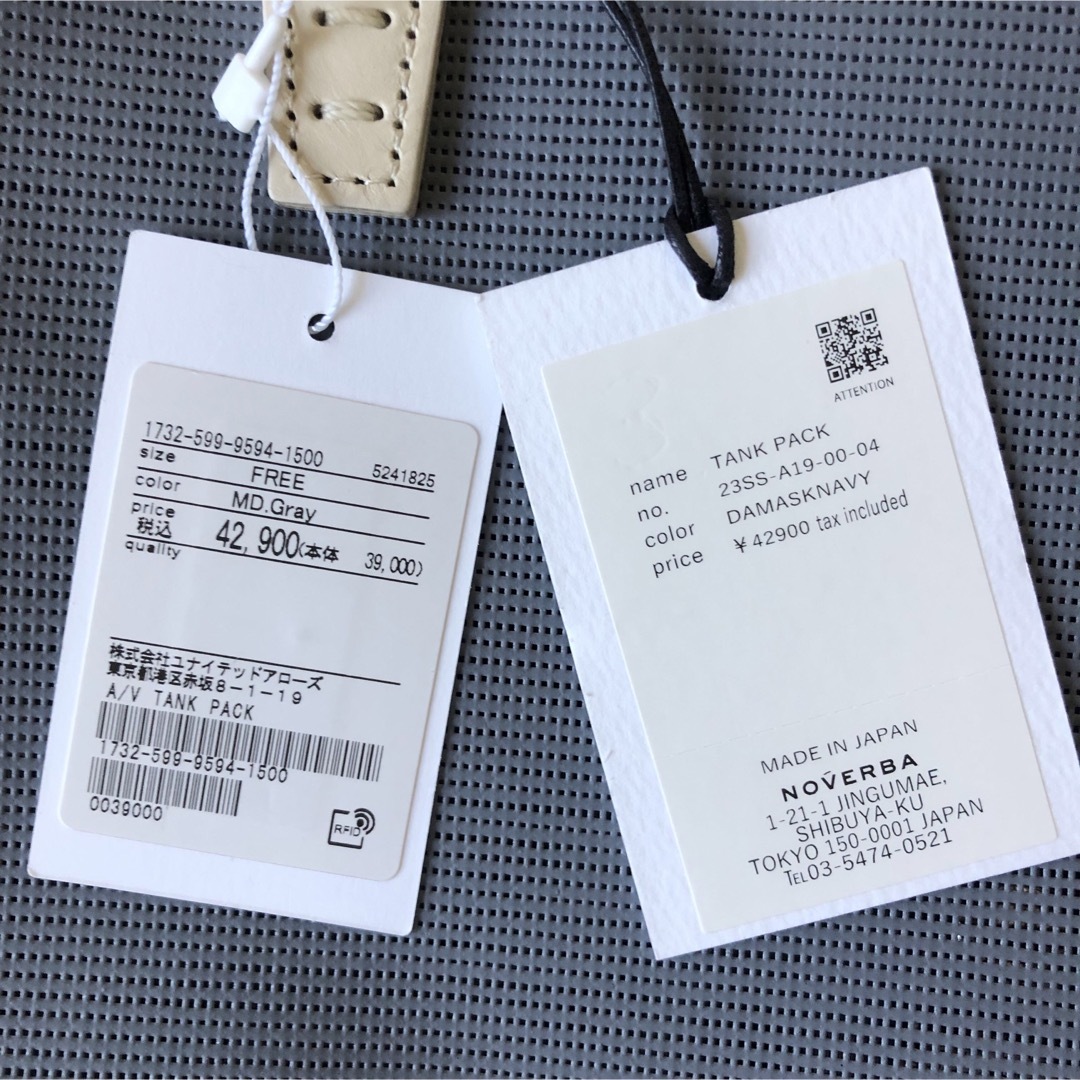 1732-599-9594-1500
size 5241825
FREE
color
MD.Gray
price
税込 42,900(本体 39,000)
quality
株式会社ユナイテッドアローズ
東京都港区赤坂8-1-19
A/V TANK PACK
1732-599-9594-1500
0039000
RFID
ATTENTION
name TANK PACK
no. 23SS-A19-00-04
color DAMASKNAVY
price ¥42900 tax included
MADE IN JAPAN
NOVERBA
1-21-1 JINGUMAE,
SHIBUYA-KU
TOKYO 150-0001 JAPAN
TEL03-5474-0521